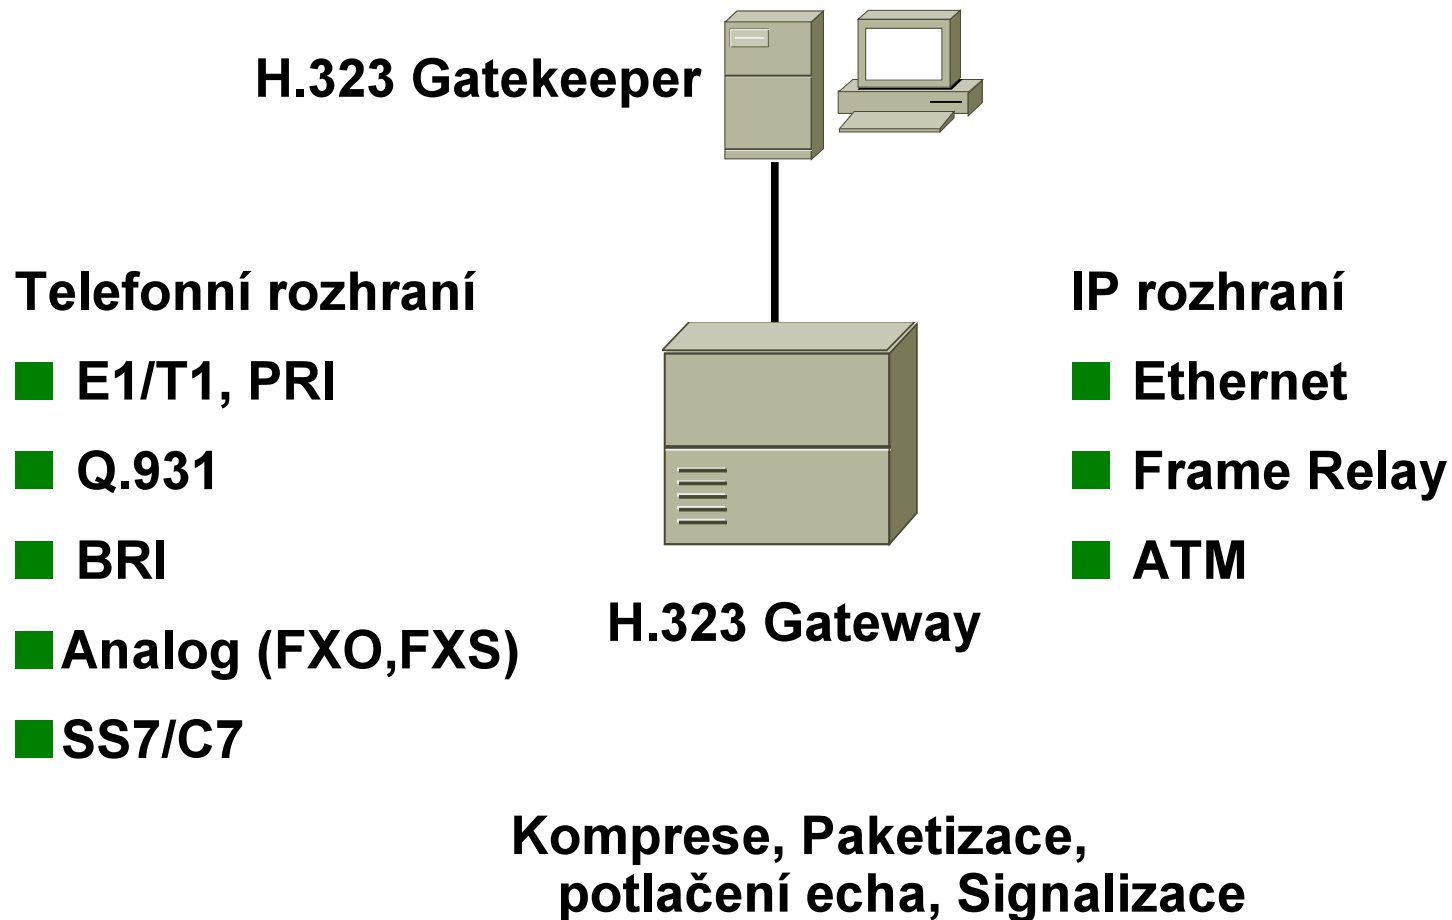 H.323 Gatekeeper
Telefonní rozhraní
E1/T1, PRI
Q.931
BRI
Analog (FXO,FXS)
SS7/C7
H.323 Gateway
IP rozhraní
Ethernet
Frame Relay
ATM
Komprese, Paketizace,
potlačení echa, Signalizace